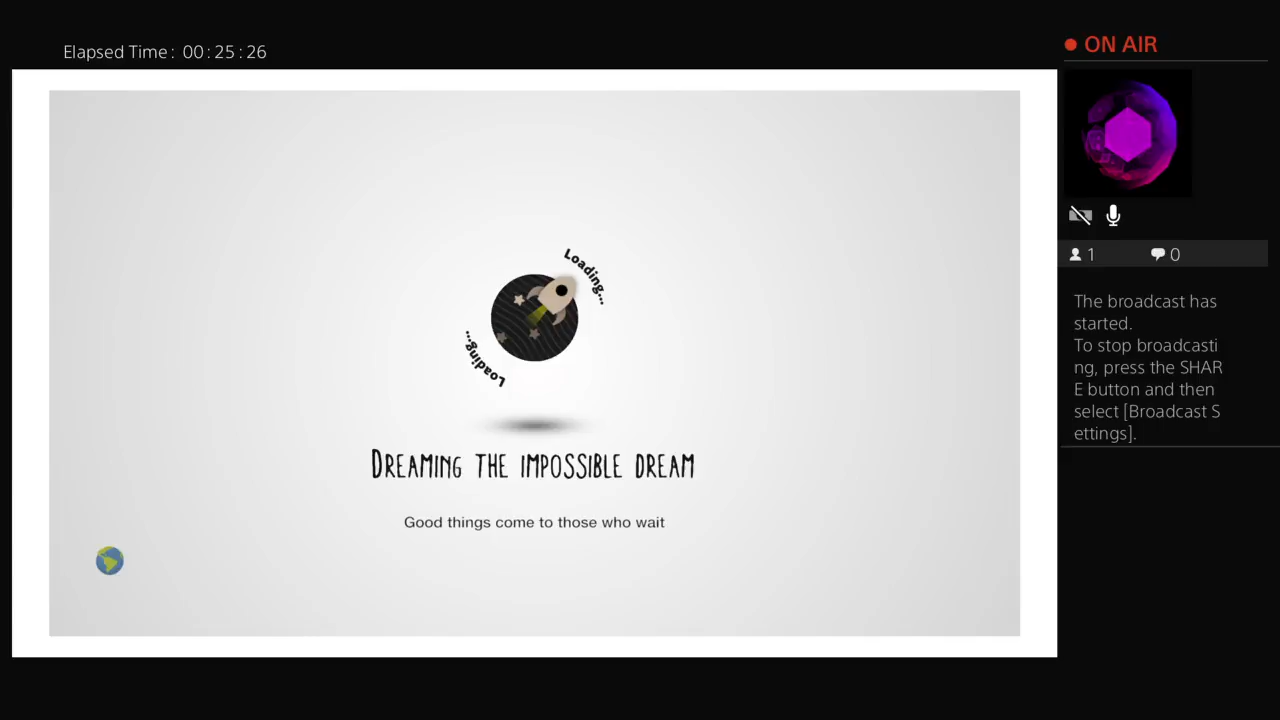 Elapsed Time: 00:25:26
ON AIR
Loading...
Loading...
1
0
The broadcast has
started.
To stop broadcasti
ng, press the SHAR
E button and then
select [Broadcast S
ettings].
DREAMING THE IMPOSSIBLE DREAM
Good things come to those who wait